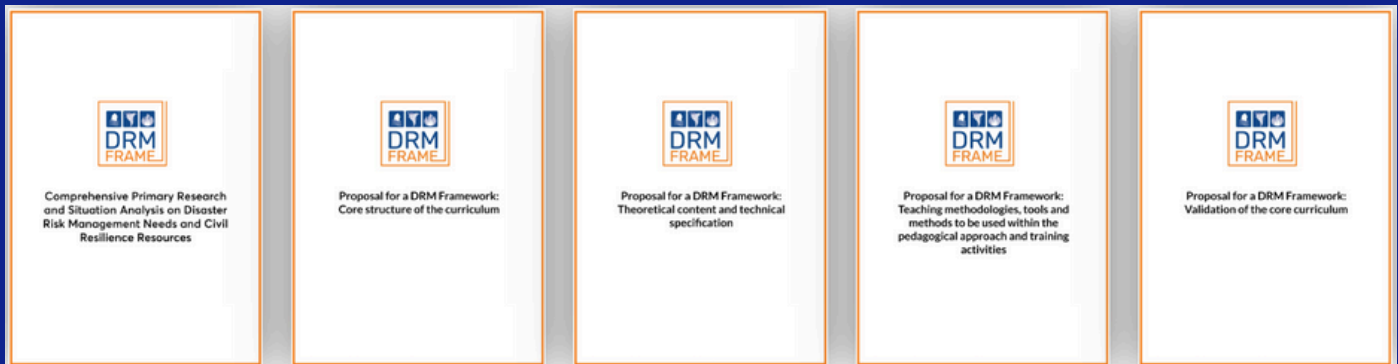 DRM
FRAME
Comprehensive Primary Research
and Situation Analysis on Disaster
Risk Management Needs and Civil
Resilience Resources
DRM
FRAME
Proposal for a DRM Framework:
Core structure of the curriculum
DRM
FRAME
Proposal for a DRM Framework:
Theoretical content and technical
specification
DRM
FRAME
Proposal for a DRM Framework:
Teaching methodologies, tools and
methods to be used within the
pedagogical approach and training
activities
DRM
FRAME
Proposal for a DRM Framework:
Validation of the core curriculum